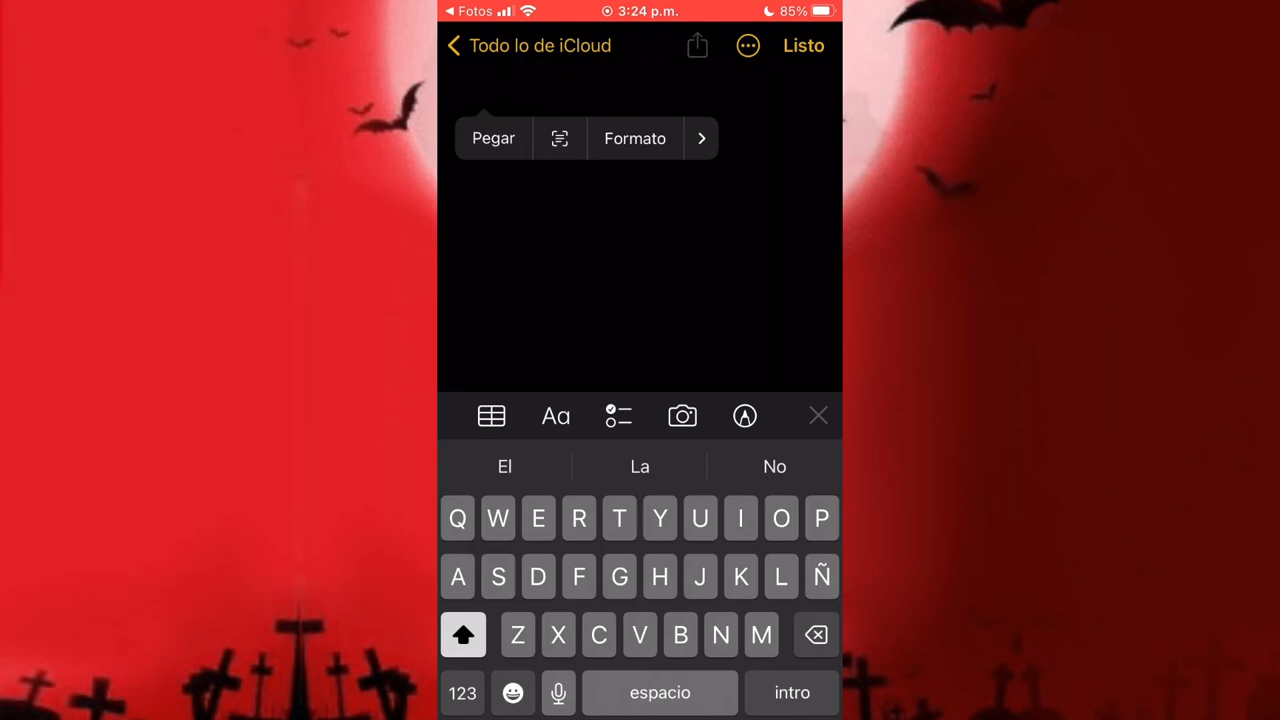 ◀ Fotos 3:24 p.m. 85%
Todo lo de iCloud Listo
Pegar Formato
Aa
El La No
Q W E R T Y U I O P
A S D F G H J K L Ñ
Z X C V B N M
123 espacio intro